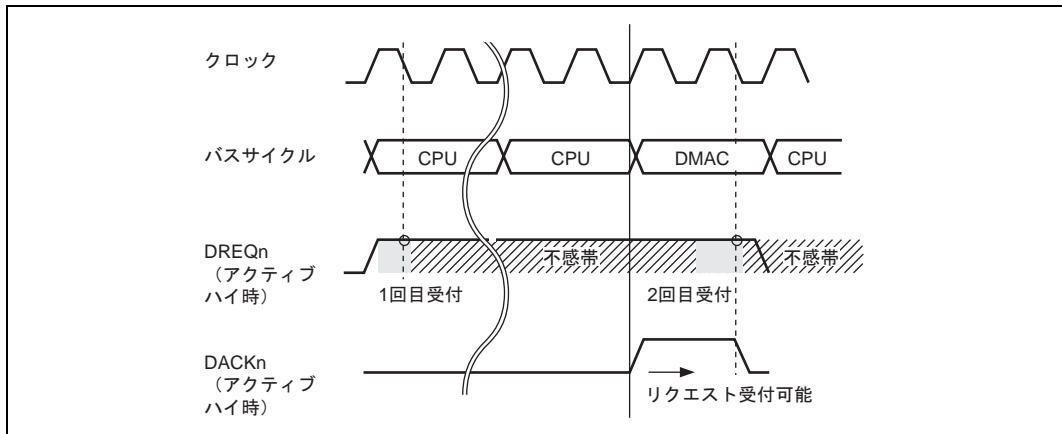 クロック
バスサイクル
CPU
CPU
DMAC
CPU
DREQn
（アクティブ
ハイ時）
不感帯
不感帯
1回目受付
2回目受付
DACKn
（アクティブ
ハイ時）
リクエスト受付可能